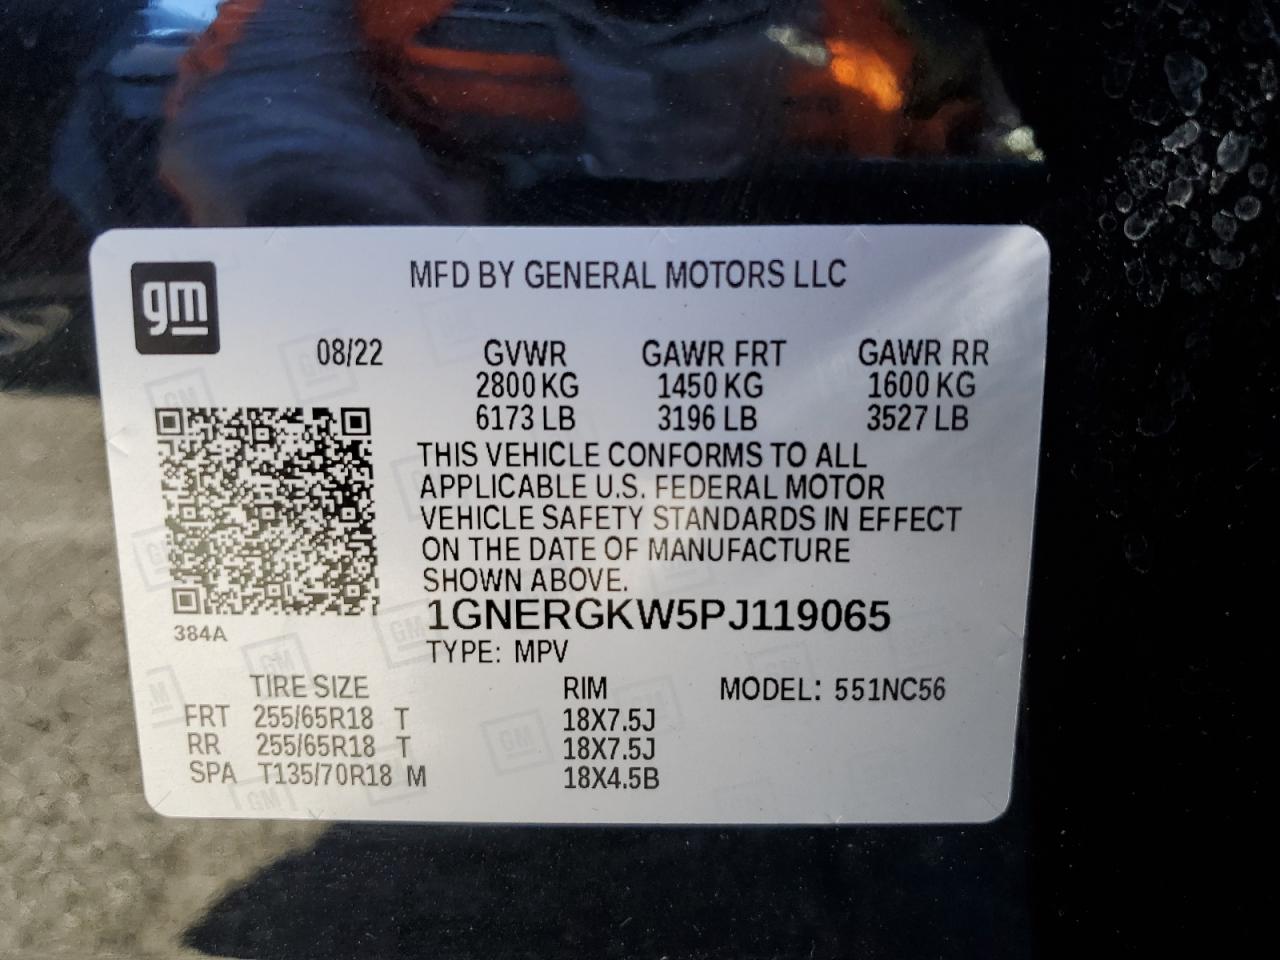 gm
MFD BY GENERAL MOTORS LLC
08/22 GVWR GAWR FRT GAWR RR
2800 KG 1450 KG 1600 KG
6173 LB 3196 LB 3527 LB
THIS VEHICLE CONFORMS TO ALL
APPLICABLE U.S. FEDERAL MOTOR
VEHICLE SAFETY STANDARDS IN EFFECT
ON THE DATE OF MANUFACTURE
SHOWN ABOVE.
1GNERGKW5PJ119065
384A
TYPE: MPV
TIRE SIZE RIM MODEL: 551NC56
FRT 255/65R18 T 18X7.5J
RR 255/65R18 T 18X7.5J
SPA T135/70R18 M 18X4.5B